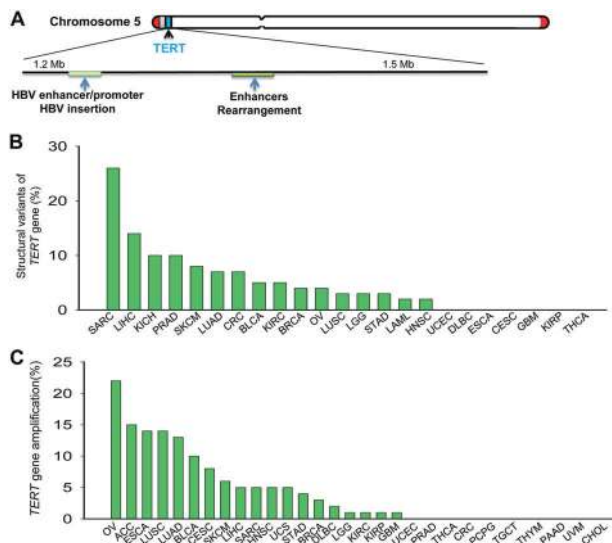 A
Chromosome 5
TERT
1.2 Mb
1.5 Mb
HBV enhancer/promoter
HBV insertion
Enhancers
Rearrangement
B
Structural variants of
TERT gene (%)
30
20
10
0
SARC
LIHC
KICH
PRAD
SKCM
LUAD
CRC
BLCA
KIRC
BRCA
OV
LUSC
LGG
STAD
LAML
HNSC
UCEC
DLBC
ESCA
CESC
GBM
KIRP
THCA
C
TERT gene amplification(%)
25
20
15
10
5
0
OV
ACC
ESCA
LUSC
LUAD
BLCA
CESC
SKCM
LIHC
SARC
HNSC
UCS
STAD
BRCA
DLBC
LGG
KIRC
KIRP
GBM
UCEC
PRAD
THCA
CRC
PCPG
TGCT
THYM
PAAD
UVM
CHOL